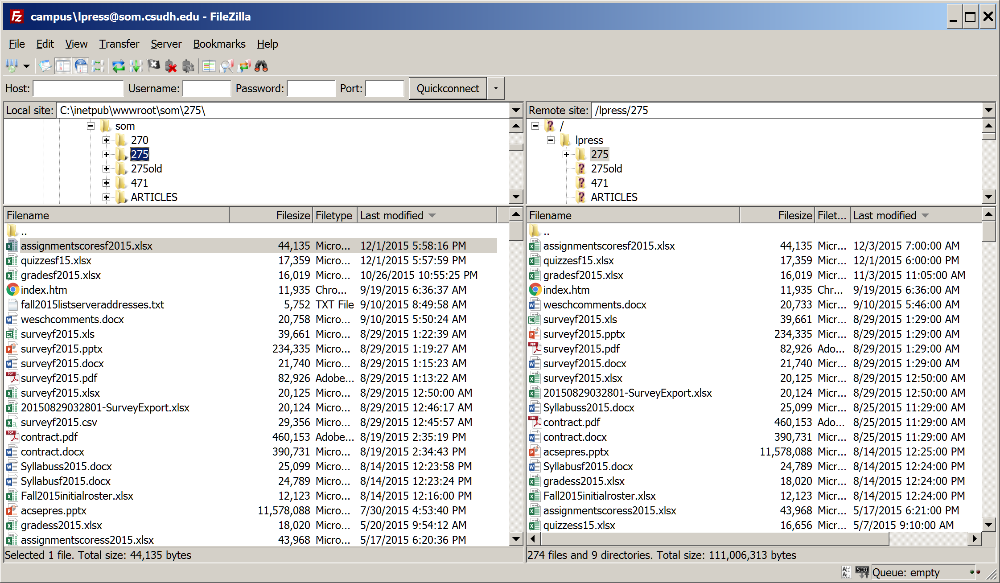 campus\lpress@som.csudh.edu - FileZilla
File Edit View Transfer Server Bookmarks Help
Host: Username: Password: Port: Quickconnect
Local site: C:\inetpub\wwwroot\som\275\
som
270
275
275old
471
ARTICLES
Remote site: /lpress/275
/
lpress
275
275old
471
ARTICLES
Filename Filesize Filetype Last modified
..
assignmentscoresf2015.xlsx 44,135 Micro... 12/1/2015 5:58:16 PM
quizzesf15.xlsx 17,359 Micro... 12/1/2015 5:57:59 PM
gradesf2015.xlsx 16,019 Micro... 10/26/2015 10:55:25 PM
index.htm 11,935 Chro... 9/19/2015 6:36:37 AM
fall2015listserveraddresses.txt 5,752 TXT File 9/10/2015 8:49:58 AM
weschcomments.docx 20,758 Micro... 9/10/2015 5:50:24 AM
surveyf2015.xls 39,661 Micro... 8/29/2015 1:22:39 AM
surveyf2015.pptx 234,335 Micro... 8/29/2015 1:19:27 AM
surveyf2015.docx 21,740 Micro... 8/29/2015 1:15:23 AM
surveyf2015.pdf 82,926 Adobe... 8/29/2015 1:13:22 AM
surveyf2015.xlsx 20,125 Micro... 8/29/2015 12:50:00 AM
20150829032801-SurveyExport.xlsx 20,124 Micro... 8/29/2015 12:46:17 AM
surveyf2015.csv 29,356 Micro... 8/29/2015 12:45:57 AM
contract.pdf 460,153 Adobe... 8/19/2015 2:35:19 PM
contract.docx 390,731 Micro... 8/19/2015 2:34:43 PM
Syllabuss2015.docx 25,099 Micro... 8/14/2015 12:23:58 PM
Syllabusf2015.docx 24,789 Micro... 8/14/2015 12:23:24 PM
Fall2015initialroster.xlsx 12,123 Micro... 8/14/2015 12:16:00 PM
acsepres.pptx 11,578,088 Micro... 7/30/2015 4:53:40 PM
gradess2015.xlsx 18,020 Micro... 5/20/2015 9:54:12 AM
assignmentscoress2015.xlsx 43,968 Micro... 5/17/2015 6:20:36 PM
Selected 1 file. Total size: 44,135 bytes
Filename Filesize Filet... Last modified
..
assignmentscoresf2015.xlsx 44,135 Micr... 12/3/2015 7:00:00 AM
quizzesf15.xlsx 17,359 Micr... 12/1/2015 6:00:00 PM
gradesf2015.xlsx 16,019 Micr... 11/3/2015 11:05:00 AM
index.htm 11,935 Chr... 9/19/2015 6:36:00 AM
weschcomments.docx 20,733 Micr... 9/10/2015 5:46:00 AM
surveyf2015.xls 39,661 Micr... 8/29/2015 1:29:00 AM
surveyf2015.pptx 234,335 Micr... 8/29/2015 1:29:00 AM
surveyf2015.pdf 82,926 Ado... 8/29/2015 1:29:00 AM
surveyf2015.docx 21,740 Micr... 8/29/2015 1:29:00 AM
surveyf2015.xlsx 20,125 Micr... 8/29/2015 12:50:00 AM
20150829032801-SurveyExport.xlsx 20,124 Micr... 8/29/2015 12:50:00 AM
Syllabuss2015.docx 25,099 Micr... 8/25/2015 11:29:00 AM
contract.pdf 460,153 Ado... 8/25/2015 11:29:00 AM
contract.docx 390,731 Micr... 8/25/2015 11:29:00 AM
acsepres.pptx 11,578,088 Micr... 8/14/2015 12:25:00 PM
Syllabusf2015.docx 24,789 Micr... 8/14/2015 12:24:00 PM
gradess2015.xlsx 18,020 Micr... 8/14/2015 12:24:00 PM
Fall2015initialroster.xlsx 12,123 Micr... 8/14/2015 12:24:00 PM
assignmentscoress2015.xlsx 43,968 Micr... 5/17/2015 6:21:00 PM
quizzess15.xlsx 16,656 Micr... 5/7/2015 9:10:00 AM
274 files and 9 directories. Total size: 111,006,313 bytes
Queue: empty